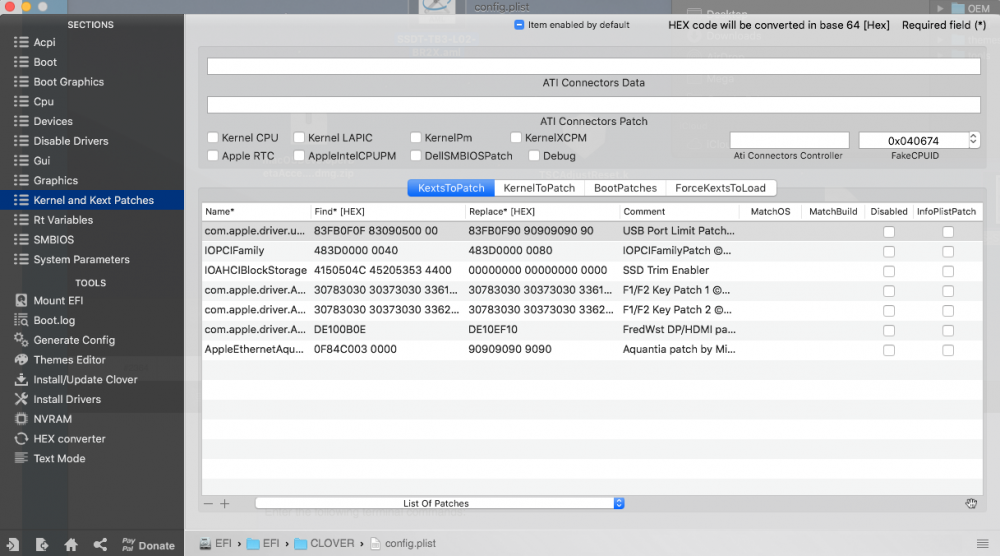 config.plist
Desktop
OEM
SECTIONS
Item enabled by default
HEX code will be converted in base 64 [Hex]
Required field (*)
Acpi
Boot
Boot Graphics
Cpu
Devices
Disable Drivers
Gui
Graphics
Kernel and Kext Patches
Rt Variables
SMBIOS
System Parameters
TOOLS
Mount EFI
Boot.log
Generate Config
Themes Editor
Install/Update Clover
Install Drivers
NVRAM
HEX converter
Text Mode
PayPal Donate
ATI Connectors Data
ATI Connectors Patch
Kernel CPU Kernel LAPIC KernelPm KernelXCPM
Apple RTC AppleIntelCPUPM DellSMBIOSPatch Debug
0x040674
Ati Connectors Controller FakeCPUID
KextsToPatch KernelToPatch BootPatches ForceKextsToLoad
Name* Find* [HEX] Replace* [HEX] Comment MatchOS MatchBuild Disabled InfoPlistPatch
com.apple.driver.u... 83FB0F0F 83090500 00 83FB0F90 90909090 90 USB Port Limit Patch...
IOPCIFamily 483D0000 0040 483D0000 0080 IOPCIFamilyPatch ©...
IOAHCIBlockStorage 4150504C 45205353 4400 00000000 00000000 0000 SSD Trim Enabler
com.apple.driver.A... 30783030 30373030 3361... 30783030 30373030 3361... F1/F2 Key Patch 1 ©...
com.apple.driver.A... 30783030 30373030 3362... 30783030 30373030 3362... F1/F2 Key Patch 2 ©...
com.apple.driver.A... DE100B0E DE10EF10 FredWst DP/HDMI pa...
AppleEthernetAqu... 0F84C003 0000 90909090 9090 Aquantia patch by Mi...
List Of Patches
EFI › EFI › CLOVER › config.plist